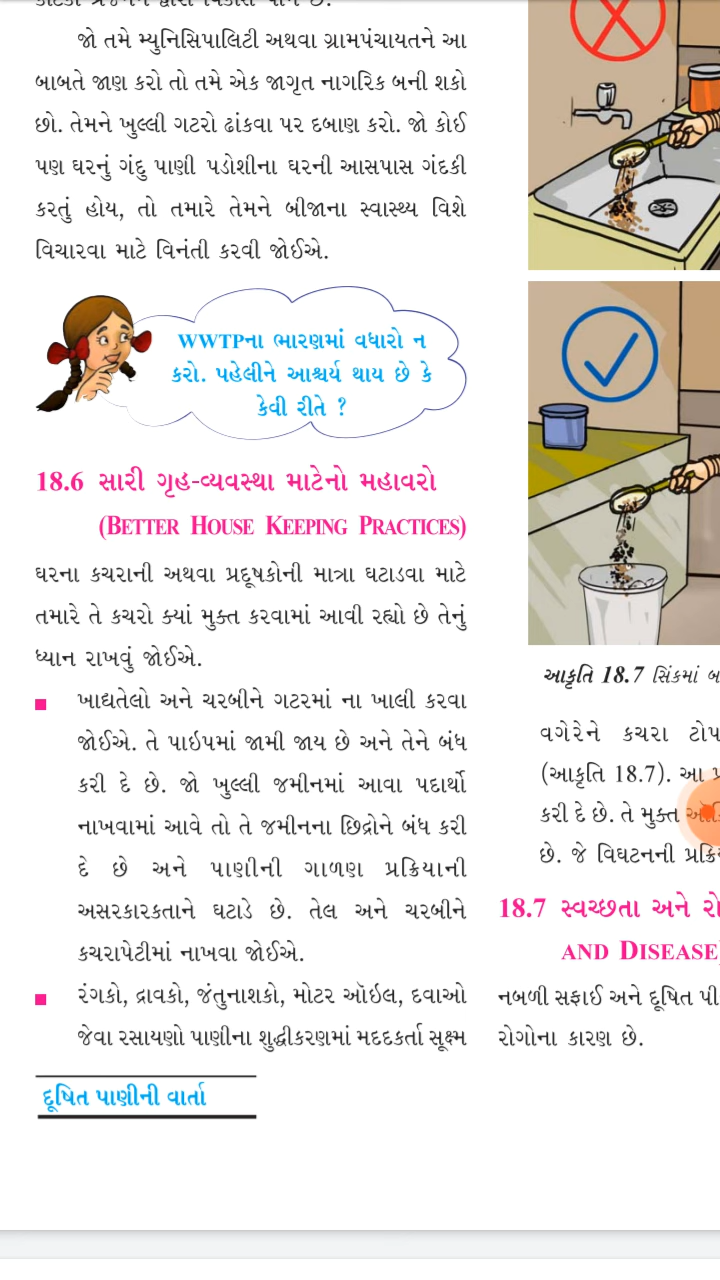 જો તમે મ્યુનિસિપાલિટી અથવા ગ્રામપંચાયતને આ
બાબતે જાણ કરો તો તમે એક જાગૃત નાગરિક બની શકો
છો. તેમને ખુલ્લી ગટરો ઢાંકવા પર દબાણ કરો. જો કોઈ
પણ ઘરનું ગંદુ પાણી પડોશીના ઘરની આસપાસ ગંદકી
કરતું હોય, તો તમારે તેમને બીજાના સ્વાસ્થ્ય વિશે
વિચારવા માટે વિનંતી કરવી જોઈએ.
WWTPના ભારણમાં વધારો ન
કરો. પહેલીને આશ્ચર્ય થાય છે કે
કેવી રીતે ?
18.6 સારી ગૃહ-વ્યવસ્થા માટેનો મહાવરો
(BETTER HOUSE KEEPING PRACTICES)
ઘરના કચરાની અથવા પ્રદૂષકોની માત્રા ઘટાડવા માટે
તમારે તે કચરો ક્યાં મુક્ત કરવામાં આવી રહ્યો છે તેનું
ધ્યાન રાખવું જોઈએ.
■ ખાદ્યતેલો અને ચરબીને ગટરમાં ના ખાલી કરવા
જોઈએ. તે પાઇપમાં જામી જાય છે અને તેને બંધ
કરી દે છે. જો ખુલ્લી જમીનમાં આવા પદાર્થો
નાખવામાં આવે તો તે જમીનના છિદ્રોને બંધ કરી
દે છે અને પાણીની ગાળણ પ્રક્રિયાની
અસરકારકતાને ઘટાડે છે. તેલ અને ચરબીને
કચરાપેટીમાં નાખવા જોઈએ.
■ રંગકો, દ્રાવકો, જંતુનાશકો, મોટર ઑઇલ, દવાઓ
જેવા રસાયણો પાણીના શુદ્ધીકરણમાં મદદકર્તા સૂક્ષ્મ
દૂષિત પાણીની વાર્તા
આકૃતિ 18.7 સિંકમાં
વગેરેને કચરા
(આકૃતિ 18.7). આ
કરી દે છે. તે મુક્ત
છે. જે વિઘટનની
18.7 સ્વચ્છતા અને
AND DISEASE
નબળી સફાઈ અને દૂષિત
રોગોના કારણ છે.